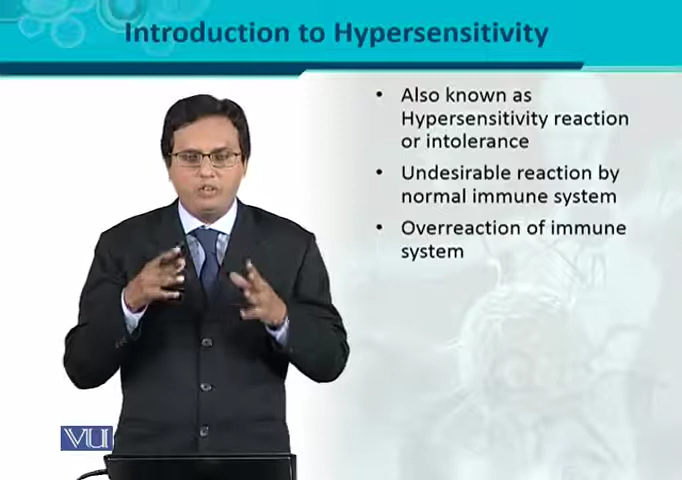 Introduction to Hypersensitivity
• Also known as
Hypersensitivity reaction
or intolerance
• Undesirable reaction by
normal immune system
• Overreaction of immune
system
VU